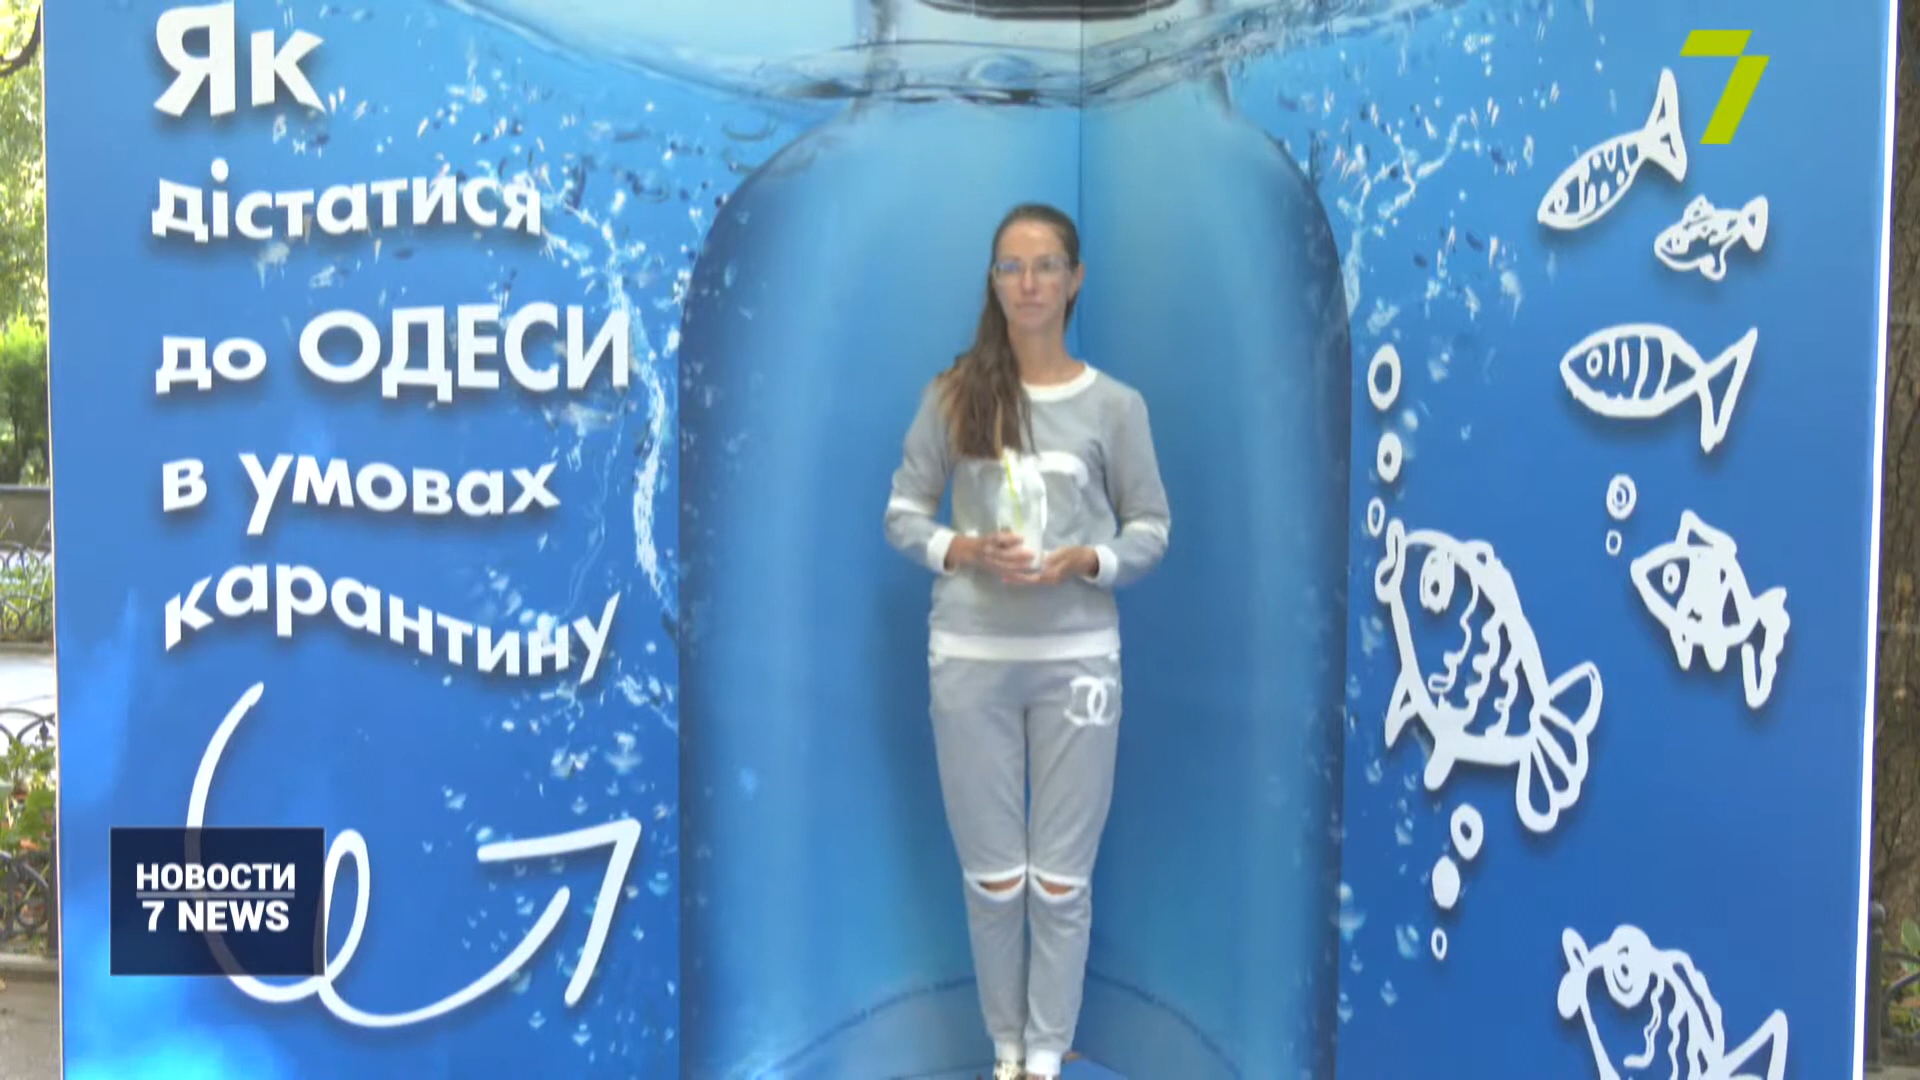 Як
дістатися
до ОДЕСИ
в умовах
карантину
7
НОВОСТИ
7 NEWS